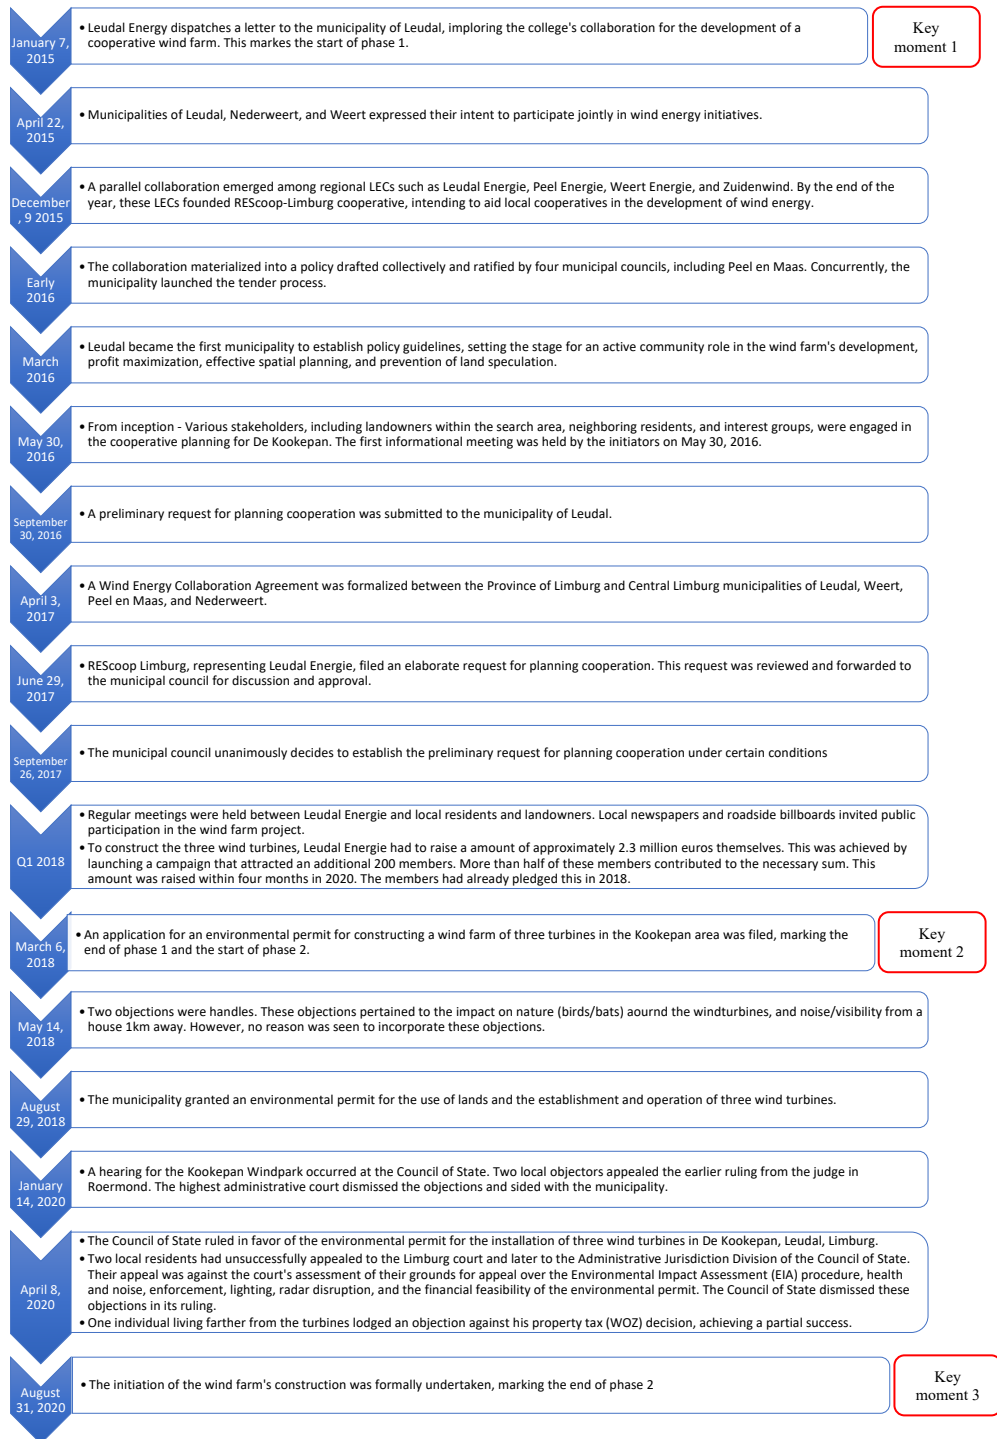 January 7,
2015
• Leudal Energy dispatches a letter to the municipality of Leudal, imploring the college's collaboration for the development of a
cooperative wind farm. This markes the start of phase 1.
Key
moment 1
April 22,
2015
• Municipalities of Leudal, Nederweert, and Weert expressed their intent to participate jointly in wind energy initiatives.
December
, 9 2015
• A parallel collaboration emerged among regional LECs such as Leudal Energie, Peel Energie, Weert Energie, and Zuidenwind. By the end of the
year, these LECs founded REScoop-Limburg cooperative, intending to aid local cooperatives in the development of wind energy.
Early
2016
• The collaboration materialized into a policy drafted collectively and ratified by four municipal councils, including Peel en Maas. Concurrently, the
municipality launched the tender process.
March
2016
• Leudal became the first municipality to establish policy guidelines, setting the stage for an active community role in the wind farm's development,
profit maximization, effective spatial planning, and prevention of land speculation.
May 30,
2016
• From inception - Various stakeholders, including landowners within the search area, neighboring residents, and interest groups, were engaged in
the cooperative planning for De Kookepan. The first informational meeting was held by the initiators on May 30, 2016.
September
30, 2016
• A preliminary request for planning cooperation was submitted to the municipality of Leudal.
April 3,
2017
• A Wind Energy Collaboration Agreement was formalized between the Province of Limburg and Central Limburg municipalities of Leudal, Weert,
Peel en Maas, and Nederweert.
June 29,
2017
• REScoop Limburg, representing Leudal Energie, filed an elaborate request for planning cooperation. This request was reviewed and forwarded to
the municipal council for discussion and approval.
September
26, 2017
• The municipal council unanimously decides to establish the preliminary request for planning cooperation under certain conditions
Q1 2018
• Regular meetings were held between Leudal Energie and local residents and landowners. Local newspapers and roadside billboards invited public
participation in the wind farm project.
• To construct the three wind turbines, Leudal Energie had to raise a amount of approximately 2.3 million euros themselves. This was achieved by
launching a campaign that attracted an additional 200 members. More than half of these members contributed to the necessary sum. This
amount was raised within four months in 2020. The members had already pledged this in 2018.
March 6,
2018
• An application for an environmental permit for constructing a wind farm of three turbines in the Kookepan area was filed, marking the
end of phase 1 and the start of phase 2.
Key
moment 2
May 14,
2018
• Two objections were handles. These objections pertained to the impact on nature (birds/bats) aournd the windturbines, and noise/visibility from a
house 1km away. However, no reason was seen to incorporate these objections.
August
29, 2018
• The municipality granted an environmental permit for the use of lands and the establishment and operation of three wind turbines.
January
14, 2020
• A hearing for the Kookepan Windpark occurred at the Council of State. Two local objectors appealed the earlier ruling from the judge in
Roermond. The highest administrative court dismissed the objections and sided with the municipality.
April 8,
2020
• The Council of State ruled in favor of the environmental permit for the installation of three wind turbines in De Kookepan, Leudal, Limburg.
• Two local residents had unsuccessfully appealed to the Limburg court and later to the Administrative Jurisdiction Division of the Council of State.
Their appeal was against the court's assessment of their grounds for appeal over the Environmental Impact Assessment (EIA) procedure, health
and noise, enforcement, lighting, radar disruption, and the financial feasibility of the environmental permit. The Council of State dismissed these
objections in its ruling.
• One individual living farther from the turbines lodged an objection against his property tax (WOZ) decision, achieving a partial success.
August
31, 2020
• The initiation of the wind farm's construction was formally undertaken, marking the end of phase 2
Key
moment 3